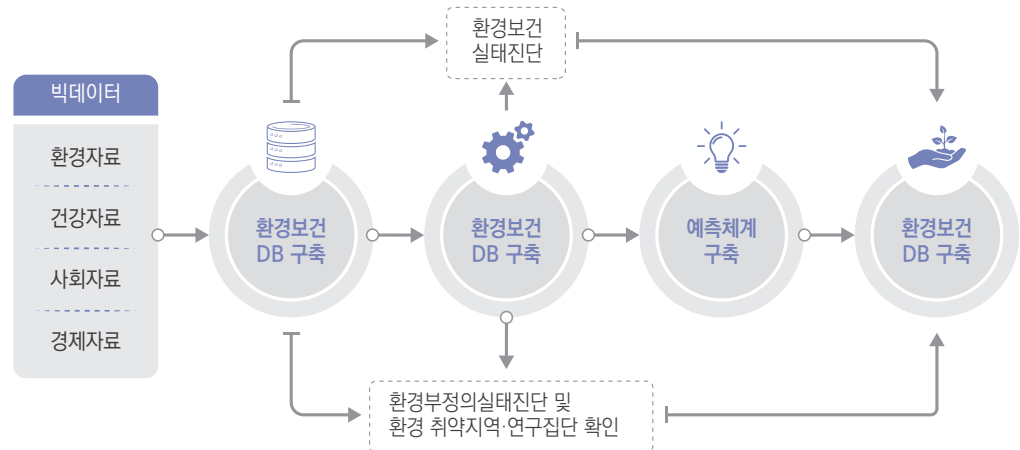 환경보건
실태진단
빅데이터
환경자료
건강자료
사회자료
경제자료
환경보건
DB 구축
환경보건
DB 구축
예측체계
구축
환경보건
DB 구축
환경부정의실태진단 및
환경 취약지역·연구집단 확인